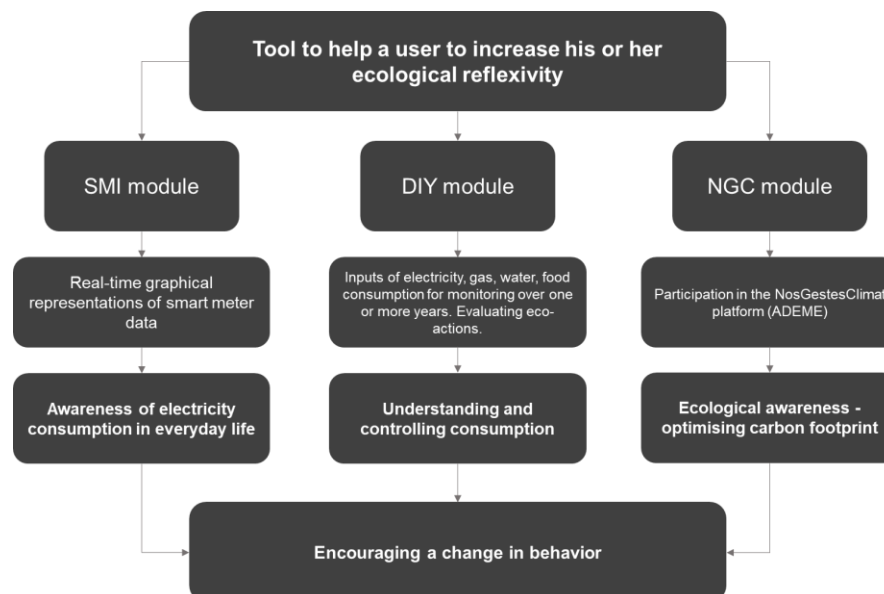 Tool to help a user to increase his or her
ecological reflexivity
SMI module
DIY module
NGC module
Real-time graphical
representations of smart meter
data
Inputs of electricity, gas, water, food
consumption for monitoring over one
or more years. Evaluating eco-
actions.
Participation in the NosGestesClimat
platform (ADEME)
Awareness of electricity
consumption in everyday life
Understanding and
controlling consumption
Ecological awareness -
optimising carbon footprint
Encouraging a change in behavior